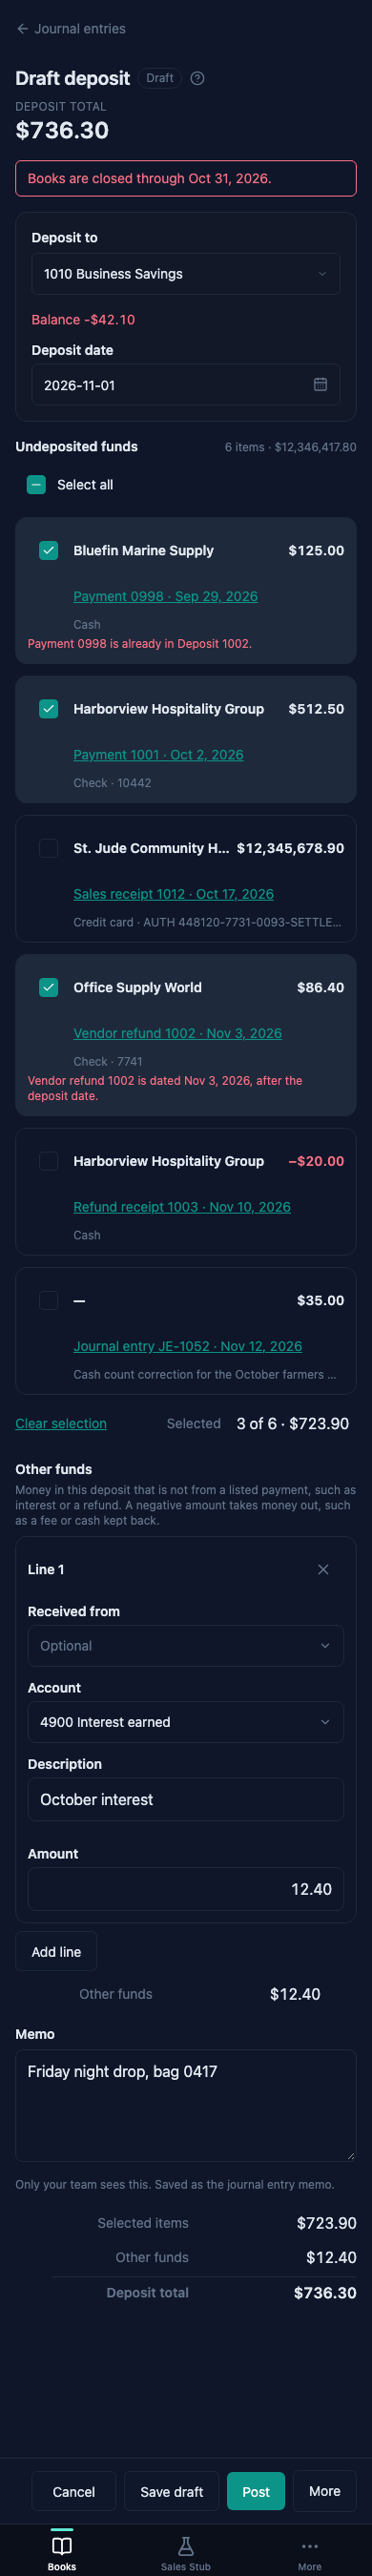 Journal entries
Draft deposit Draft
DEPOSIT TOTAL
$736.30
Books are closed through Oct 31, 2026.
Deposit to
1010 Business Savings
Balance -$42.10
Deposit date
2026-11-01
Undeposited funds 6 items · $12,346,417.80
Select all
Bluefin Marine Supply $125.00
Payment 0998 · Sep 29, 2026
Cash
Payment 0998 is already in Deposit 1002.
Harborview Hospitality Group $512.50
Payment 1001 · Oct 2, 2026
Check · 10442
St. Jude Community H... $12,345,678.90
Sales receipt 1012 · Oct 17, 2026
Credit card · AUTH 448120-7731-0093-SETTLE...
Office Supply World $86.40
Vendor refund 1002 · Nov 3, 2026
Check · 7741
Vendor refund 1002 is dated Nov 3, 2026, after the
deposit date.
Harborview Hospitality Group −$20.00
Refund receipt 1003 · Nov 10, 2026
Cash
— $35.00
Journal entry JE-1052 · Nov 12, 2026
Cash count correction for the October farmers ...
Clear selection Selected 3 of 6 · $723.90
Other funds
Money in this deposit that is not from a listed payment, such as
interest or a refund. A negative amount takes money out, such
as a fee or cash kept back.
Line 1
Received from
Optional
Account
4900 Interest earned
Description
October interest
Amount
12.40
Add line
Other funds $12.40
Memo
Friday night drop, bag 0417
Only your team sees this. Saved as the journal entry memo.
Selected items $723.90
Other funds $12.40
Deposit total $736.30
Cancel Save draft Post More
Books Sales Stub More